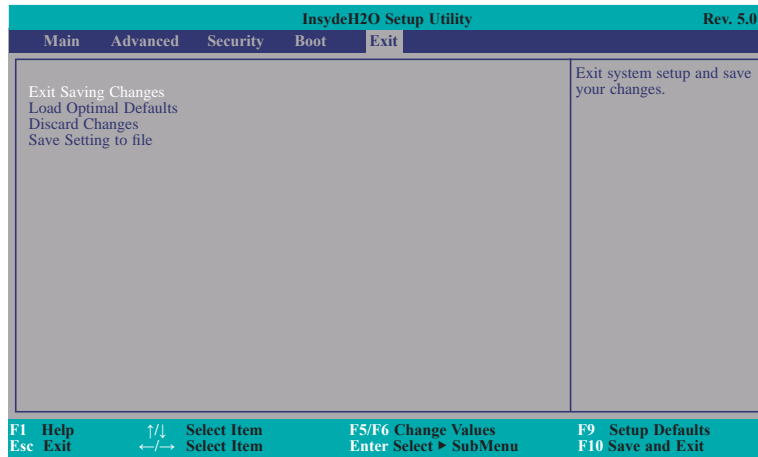 InsydeH2O Setup Utility Rev. 5.0
Main Advanced Security Boot Exit
Exit Saving Changes
Load Optimal Defaults
Discard Changes
Save Setting to file
Exit system setup and save
your changes.
F1 Help ↑/↓ Select Item F5/F6 Change Values F9 Setup Defaults
Esc Exit ←/→ Select Item Enter Select ► SubMenu F10 Save and Exit